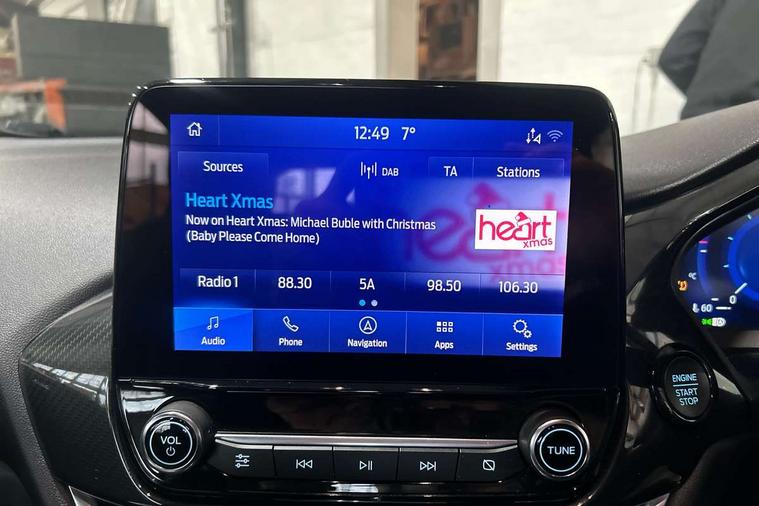 12:49 7°
Sources
DAB
TA
Stations
Heart Xmas
Now on Heart Xmas: Michael Buble with Christmas
(Baby Please Come Home)
heart
xmas
Radio 1 88.30 5A 98.50 106.30
Audio Phone Navigation Apps Settings
°C
60
0
ENGINE
START
STOP
VOL
TUNE